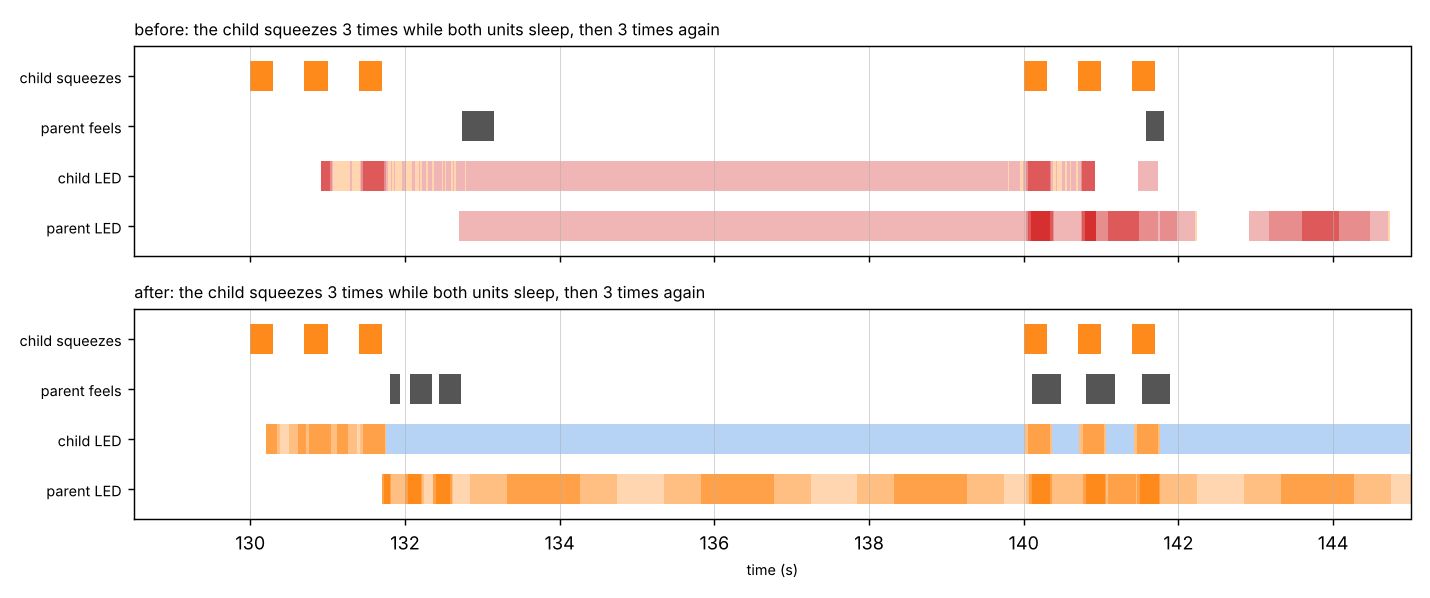 before: the child squeezes 3 times while both units sleep, then 3 times again
child squeezes
parent feels
child LED
parent LED
after: the child squeezes 3 times while both units sleep, then 3 times again
child squeezes
parent feels
child LED
parent LED
130 132 134 136 138 140 142 144
time (s)